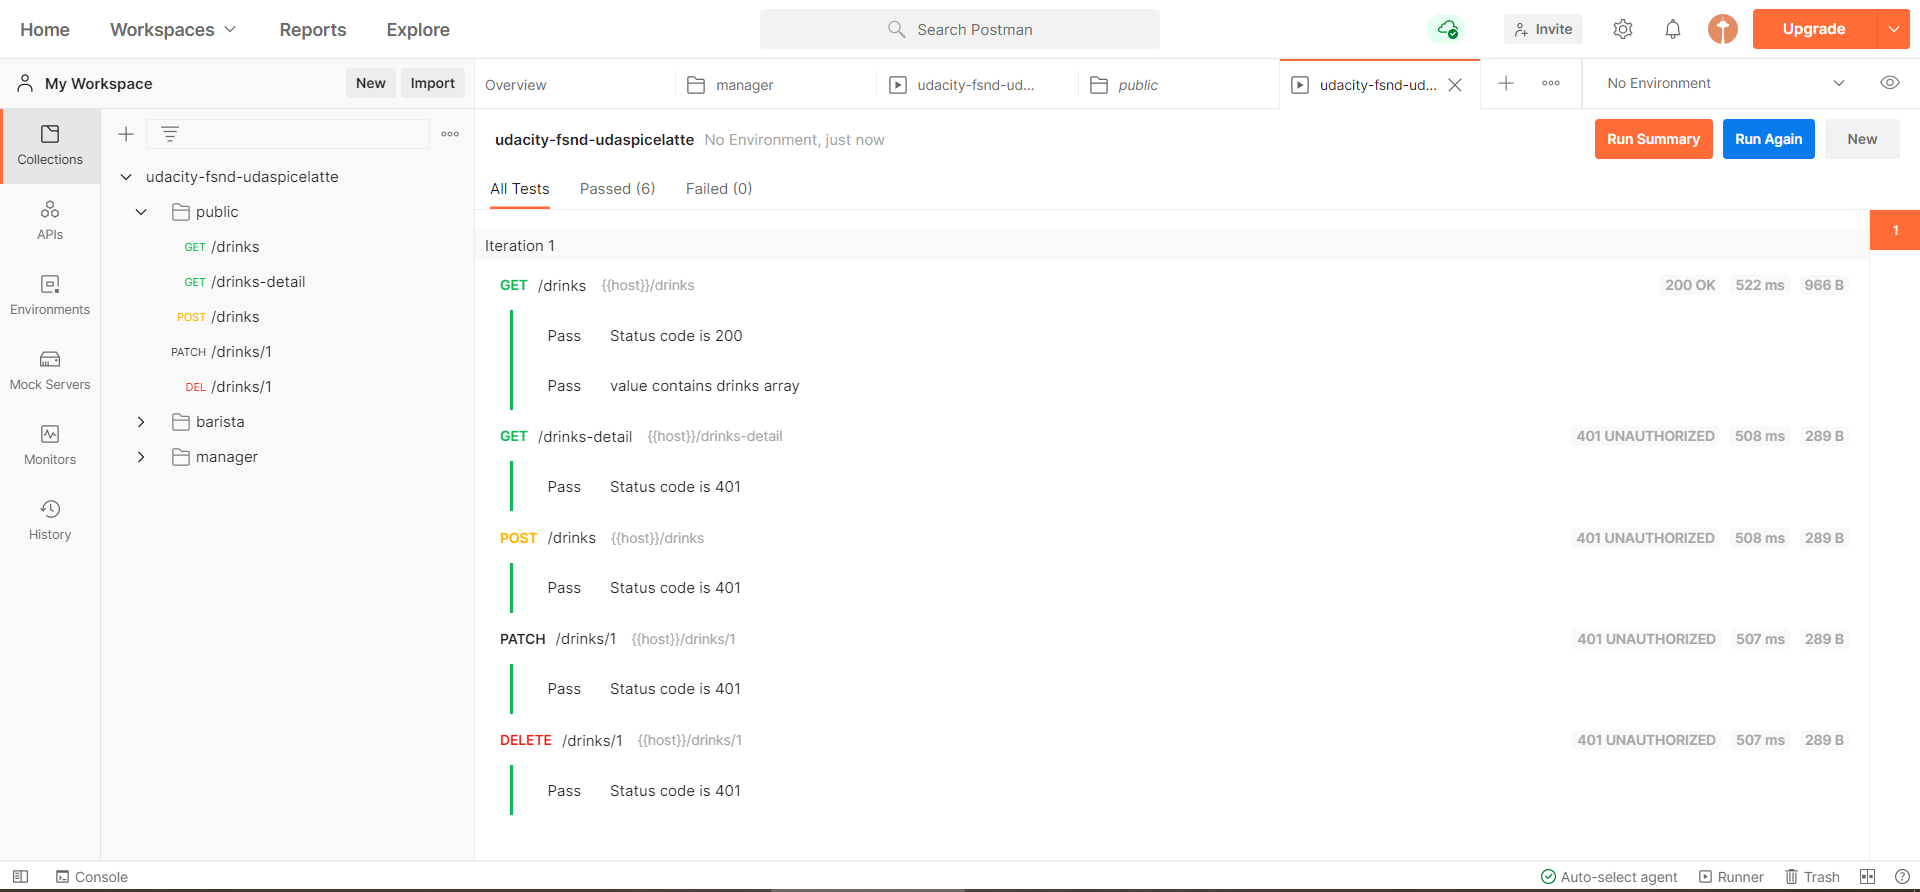 Home Workspaces Reports Explore Search Postman Invite Upgrade
My Workspace New Import Overview manager udacity-fsnd-ud... public udacity-fsnd-ud... No Environment
udacity-fsnd-udaspicelatte No Environment, just now Run Summary Run Again New
All Tests Passed (6) Failed (0)
Collections
APIs
Environments
Mock Servers
Monitors
History
udacity-fsnd-udaspicelatte
public
GET /drinks
GET /drinks-detail
POST /drinks
PATCH /drinks/1
DEL /drinks/1
barista
manager
Iteration 1
1
GET /drinks {{host}}/drinks 200 OK 522 ms 966 B
Pass Status code is 200
Pass value contains drinks array
GET /drinks-detail {{host}}/drinks-detail 401 UNAUTHORIZED 508 ms 289 B
Pass Status code is 401
POST /drinks {{host}}/drinks 401 UNAUTHORIZED 508 ms 289 B
Pass Status code is 401
PATCH /drinks/1 {{host}}/drinks/1 401 UNAUTHORIZED 507 ms 289 B
Pass Status code is 401
DELETE /drinks/1 {{host}}/drinks/1 401 UNAUTHORIZED 507 ms 289 B
Pass Status code is 401
Console Auto-select agent Runner Trash